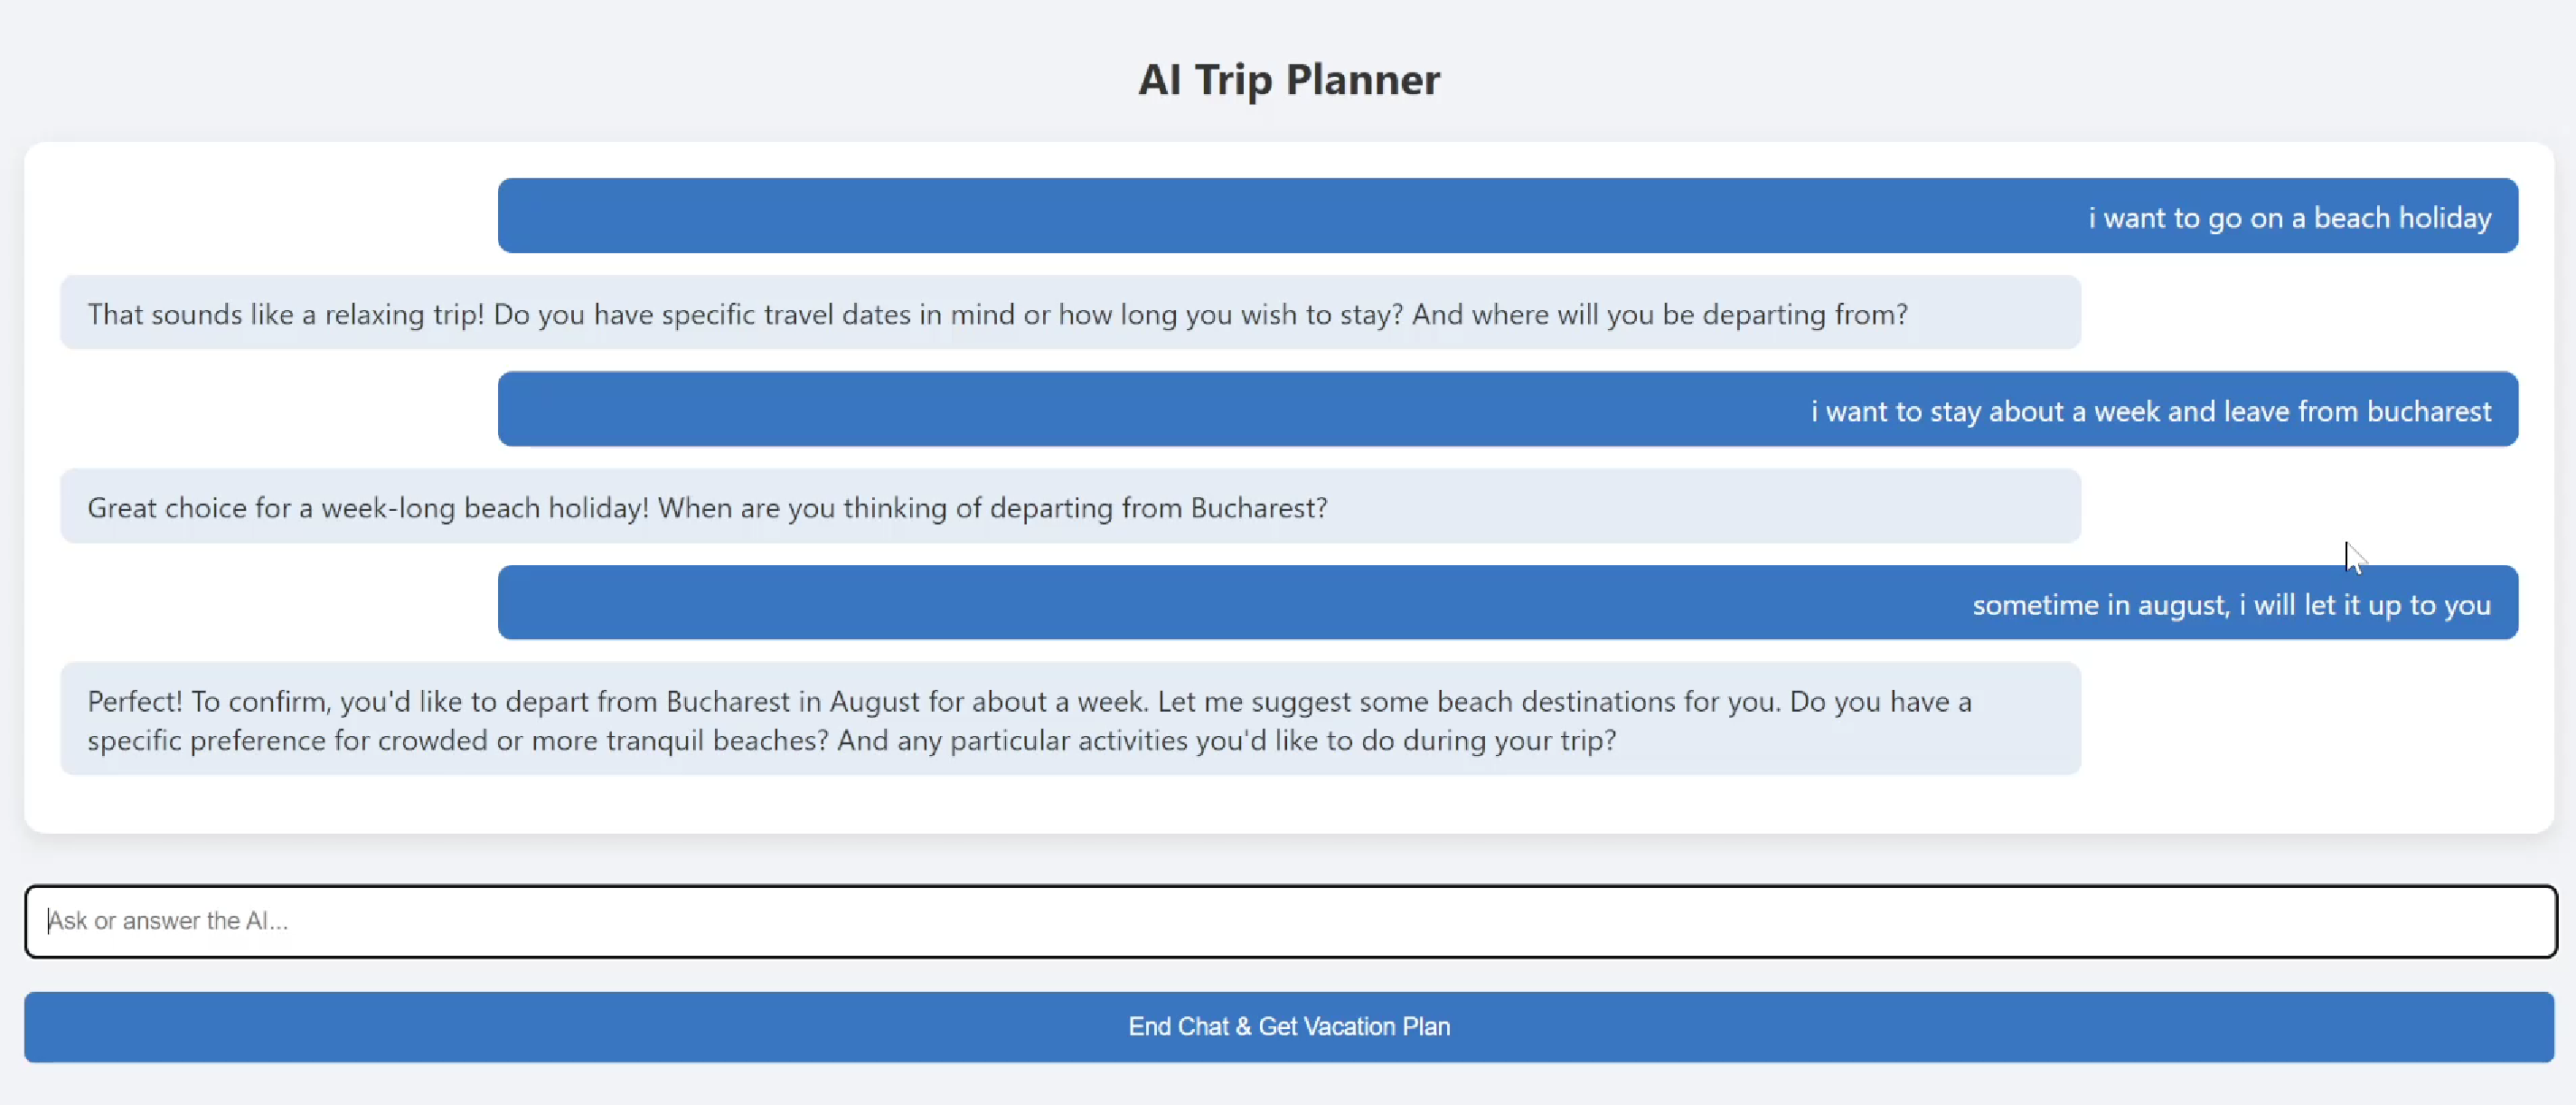 AI Trip Planner
i want to go on a beach holiday
That sounds like a relaxing trip! Do you have specific travel dates in mind or how long you wish to stay? And where will you be departing from?
i want to stay about a week and leave from bucharest
Great choice for a week-long beach holiday! When are you thinking of departing from Bucharest?
sometime in august, i will let it up to you
Perfect! To confirm, you'd like to depart from Bucharest in August for about a week. Let me suggest some beach destinations for you. Do you have a
specific preference for crowded or more tranquil beaches? And any particular activities you'd like to do during your trip?
Ask or answer the AI...
End Chat & Get Vacation Plan